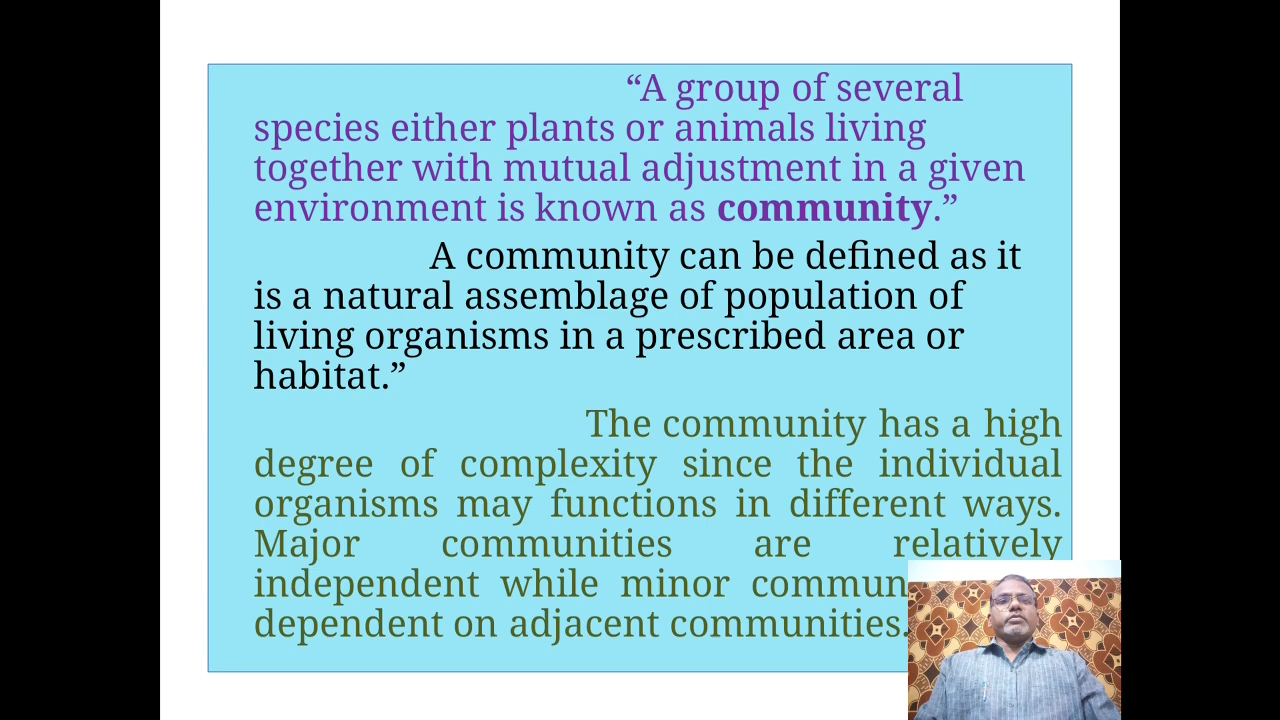 “A group of several
species either plants or animals living
together with mutual adjustment in a given
environment is known as community.”
A community can be defined as it
is a natural assemblage of population of
living organisms in a prescribed area or
habitat.”
The community has a high
degree of complexity since the individual
organisms may functions in different ways.
Major communities are relatively
independent while minor
dependent on adjacent communities.